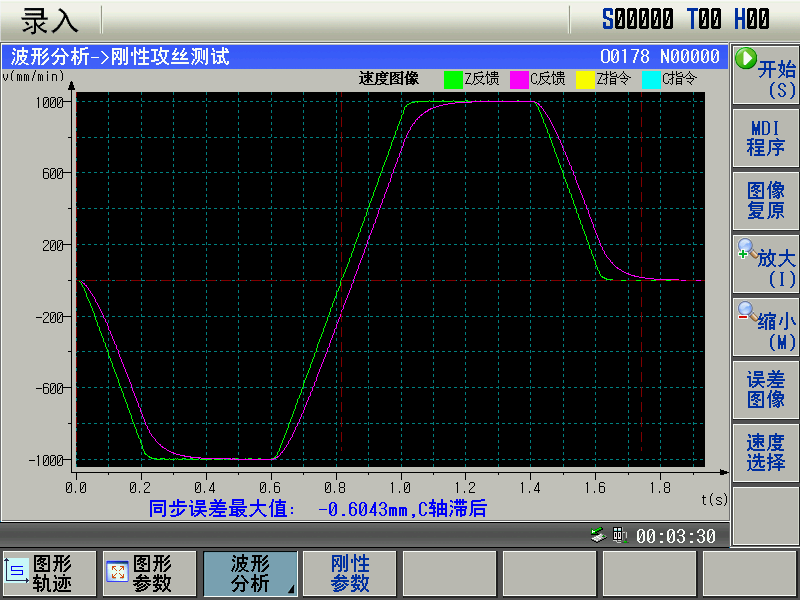 录入
S00000 T00 H00
波形分析->刚性攻丝测试
O0178 N00000
v(mm/min)
速度图像
Z反馈
C反馈
Z指令
C指令
1000
600
200
-200
-600
-1000
0.0 0.2 0.4 0.6 0.8 1.0 1.2 1.4 1.6 1.8
t(s)
同步误差最大值: -0.6043mm,C轴滞后
开始
(S)
MDI
程序
图像
复原
放大
(I)
缩小
(M)
误差
图像
速度
选择
00:03:30
图形
轨迹
图形
参数
波形
分析
刚性
参数